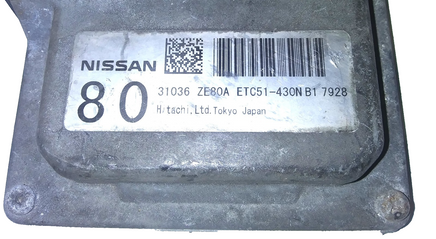 NISSAN
80
31036 ZE80A ETC51-430N B1 7928
Hitachi,Ltd.Tokyo Japan